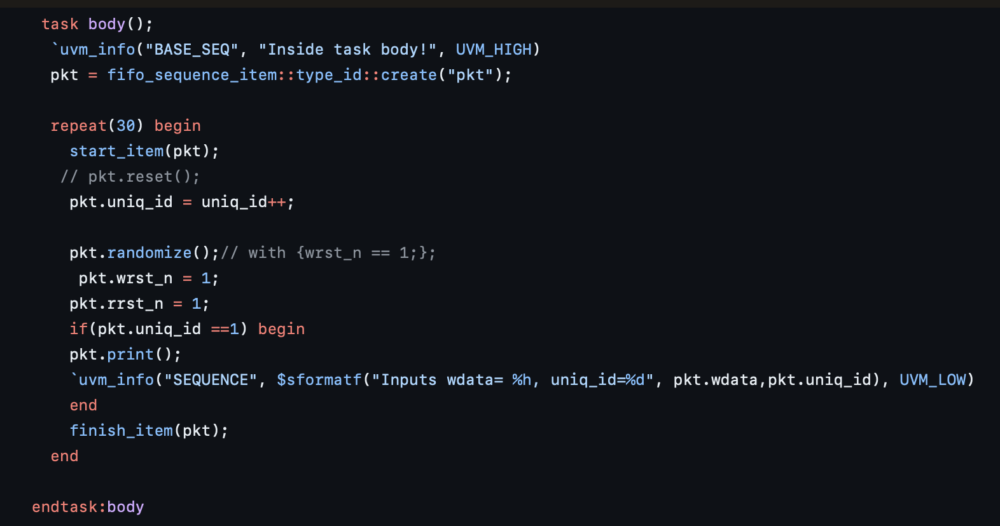 task body();
`uvm_info("BASE_SEQ", "Inside task body!", UVM_HIGH)
pkt = fifo_sequence_item::type_id::create("pkt");
repeat(30) begin
start_item(pkt);
// pkt.reset();
pkt.uniq_id = uniq_id++;
pkt.randomize();// with {wrst_n == 1;};
pkt.wrst_n = 1;
pkt.rrst_n = 1;
if(pkt.uniq_id ==1) begin
pkt.print();
`uvm_info("SEQUENCE", $sformatf("Inputs wdata= %h, uniq_id=%d", pkt.wdata,pkt.uniq_id), UVM_LOW)
end
finish_item(pkt);
end
endtask:body